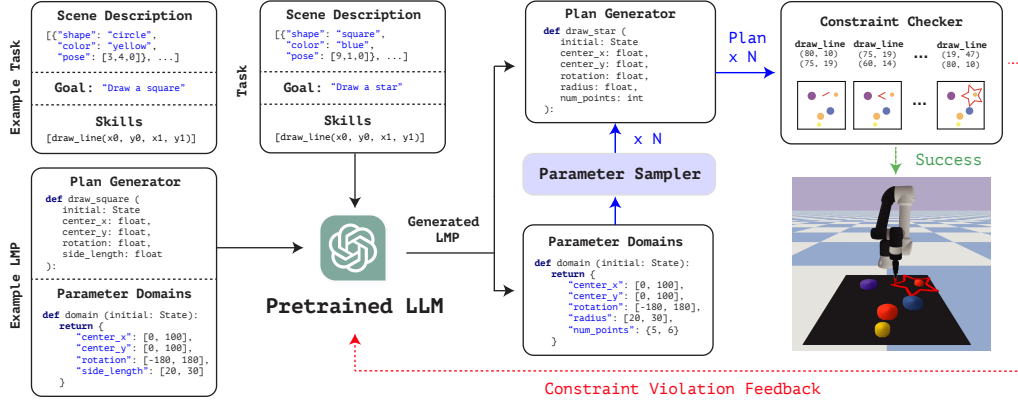 Example Task
Scene Description
[{"shape": "circle",
"color": "yellow",
"pose": [3,4,0]}, ...]
Goal: "Draw a square"
Skills
[draw_line(x0, y0, x1, y1)]
Example LMP
Plan Generator
def draw_square (
initial: State
center_x: float,
center_y: float,
rotation: float,
side_length: float
):
Parameter Domains
def domain (initial: State):
return {
"center_x": [0, 100],
"center_y": [0, 100],
"rotation": [-180, 180],
"side_length": [20, 30]
}
Task
Scene Description
[{"shape": "square",
"color": "blue",
"pose": [9,1,0]}, ...]
Goal: "Draw a star"
Skills
[draw_line(x0, y0, x1, y1)]
Pretrained LLM
Generated
LMP
Plan Generator
def draw_star (
initial: State
center_x: float,
center_y: float,
rotation: float,
radius: float,
num_points: int
):
x N
Parameter Sampler
Parameter Domains
def domain (initial: State):
return {
"center_x": [0, 100],
"center_y": [0, 100],
"rotation": [-180, 180],
"radius": [20, 30],
"num_points": {5, 6}
}
Plan
x N
Constraint Checker
draw_line draw_line draw_line
(80, 10) (75, 19) ... (19, 47)
(75, 19) (60, 14) (80, 10)
...
Success
Constraint Violation Feedback